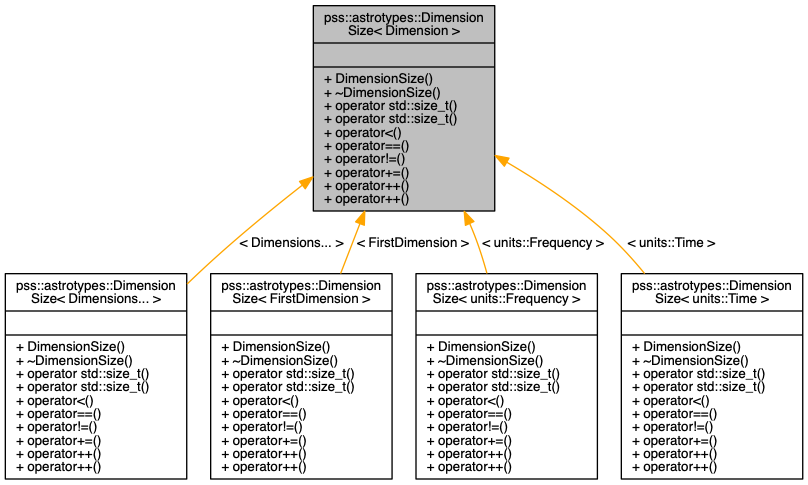 pss::astrotypes::Dimension
Size< Dimension >
+ DimensionSize()
+ ~DimensionSize()
+ operator std::size_t()
+ operator std::size_t()
+ operator<()
+ operator==()
+ operator!=()
+ operator+=()
+ operator++()
+ operator++()
< Dimensions... >
< FirstDimension >
< units::Frequency >
< units::Time >
pss::astrotypes::Dimension
Size< Dimensions... >
+ DimensionSize()
+ ~DimensionSize()
+ operator std::size_t()
+ operator std::size_t()
+ operator<()
+ operator==()
+ operator!=()
+ operator+=()
+ operator++()
+ operator++()
pss::astrotypes::Dimension
Size< FirstDimension >
+ DimensionSize()
+ ~DimensionSize()
+ operator std::size_t()
+ operator std::size_t()
+ operator<()
+ operator==()
+ operator!=()
+ operator+=()
+ operator++()
+ operator++()
pss::astrotypes::Dimension
Size< units::Frequency >
+ DimensionSize()
+ ~DimensionSize()
+ operator std::size_t()
+ operator std::size_t()
+ operator<()
+ operator==()
+ operator!=()
+ operator+=()
+ operator++()
+ operator++()
pss::astrotypes::Dimension
Size< units::Time >
+ DimensionSize()
+ ~DimensionSize()
+ operator std::size_t()
+ operator std::size_t()
+ operator<()
+ operator==()
+ operator!=()
+ operator+=()
+ operator++()
+ operator++()